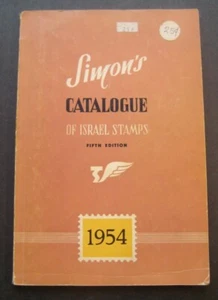 Simon's
CATALOGUE
OF ISRAEL STAMPS
FIFTH EDITION
1954